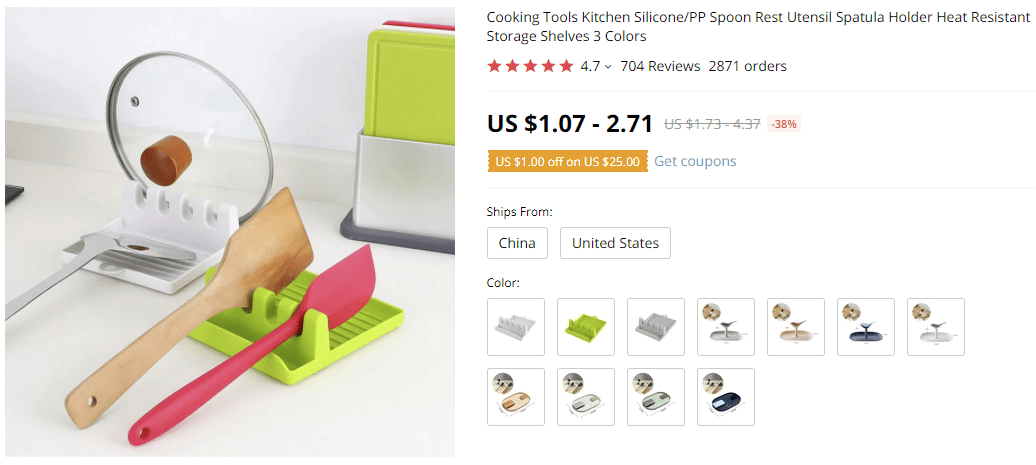 Cooking Tools Kitchen Silicone/PP Spoon Rest Utensil Spatula Holder Heat Resistant
Storage Shelves 3 Colors
4.7 704 Reviews 2871 orders
US $1.07 - 2.71 US $1.73 - 4.37 -38%
US $1.00 off on US $25.00 Get coupons
Ships From:
China United States
Color: